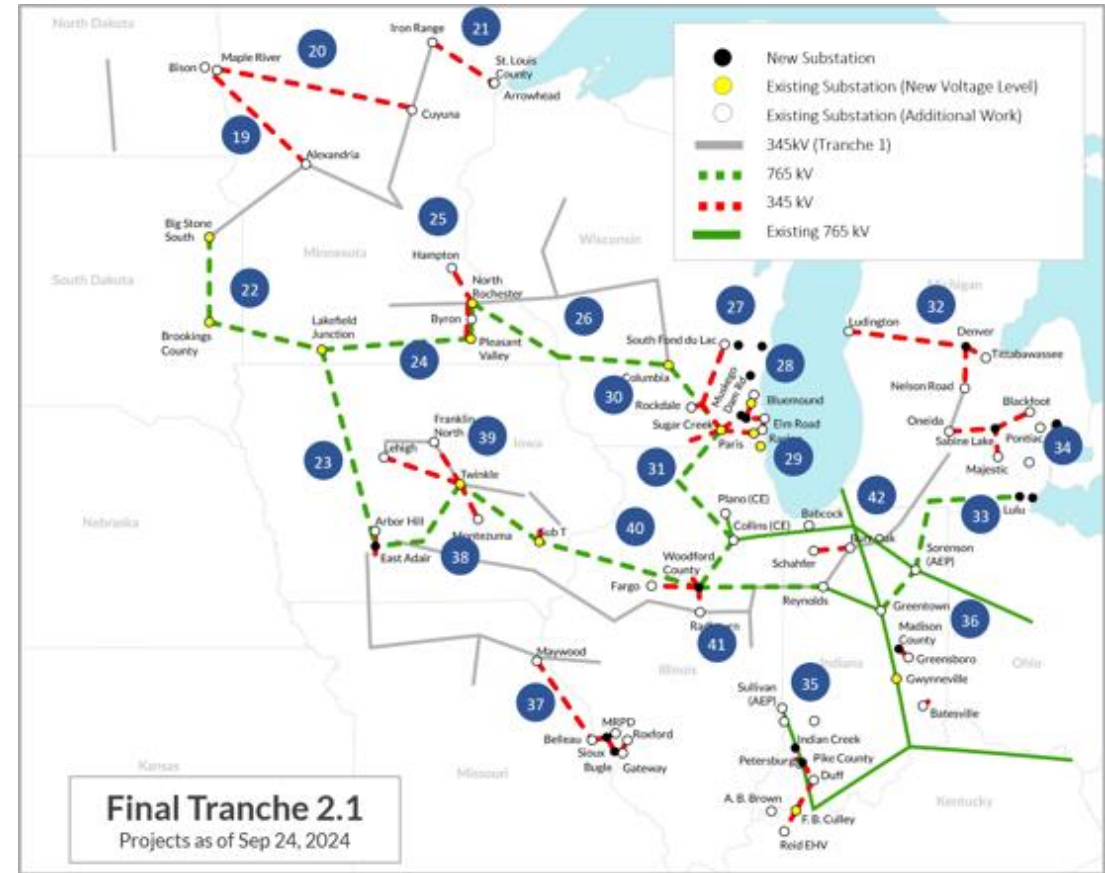 North Dakota
Iron Range
21
20
Maple River
Bison
St. Louis
County
Arrowhead
Cuyuna
19
Alexandria
New Substation
Existing Substation (New Voltage Level)
Existing Substation (Additional Work)
345kV (Tranche 1)
765 kV
345 kV
Existing 765 kV
Big Stone
South
25
Minnesota
Hampton
Wisconsin
South Dakota
22
North
Rochester
Michigan
Brookings
County
Lakefield
Junction
Byron
26
27
32
Ludington
Denver
Pleasant
Valley
South Fond du Lac
Tittabawassee
24
Columbia
28
Nelson Road
30
Muskego
Dam Rd
Bluemound
Blackfoot
Rockdale
Oneida
Franklin
North
39
Iowa
Sugar Creek
Elm Road
Racine
Paris
Sabine Lake
Pontiac
34
Lehigh
Majestic
23
Twinkle
29
31
42
Nebraska
Plano (CE)
Babcock
33
Lulu
Arbor Hill
Montezuma
Sub T
40
Collins (CE)
Burr Oak
East Adair
38
Woodford
County
Schahfer
Sorenson
(AEP)
Fargo
Reynolds
Greentown
41
36
Madison
County
Maywood
Illinois
Indiana
Greensboro
Ohio
Sullivan
(AEP)
35
Gwynneville
37
MRPD
Batesville
Belleau
Roxford
Indian Creek
Sioux
Bugle
Gateway
Petersburg
Pike County
Kansas
Missouri
Duff
Kentucky
A. B. Brown
F. B. Culley
Reid EHV
Final Tranche 2.1
Projects as of Sep 24, 2024